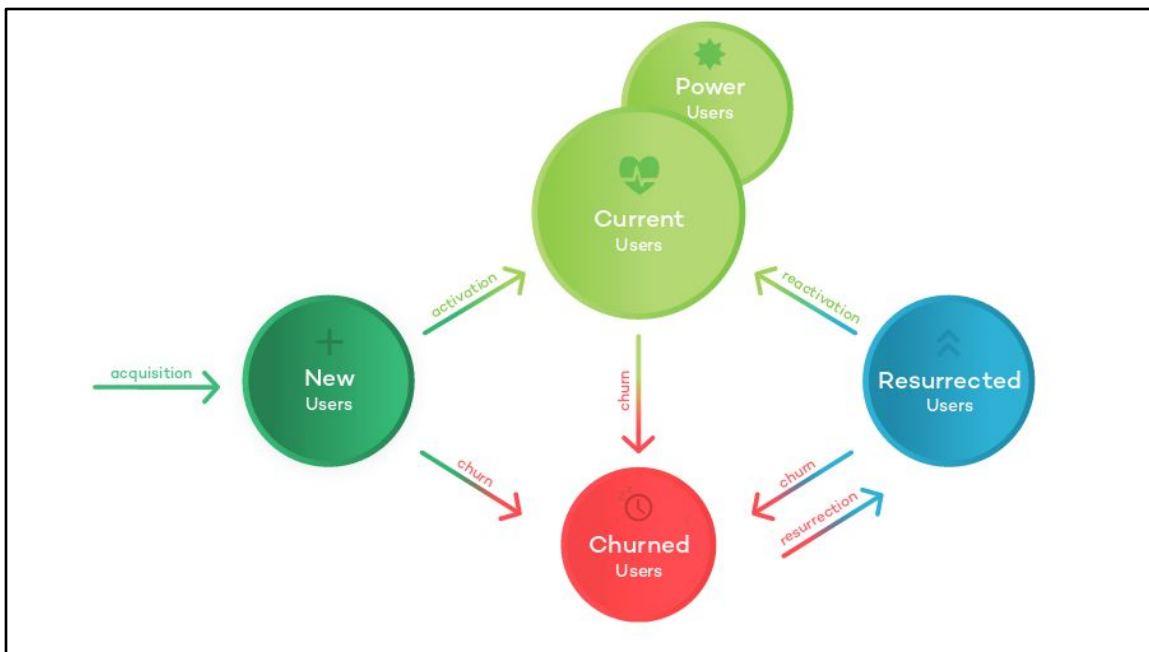 Power
Users
Current
Users
activation
reactivation
acquisition
New
Users
churn
Resurrected
Users
churn
churn
resurrection
Churned
Users